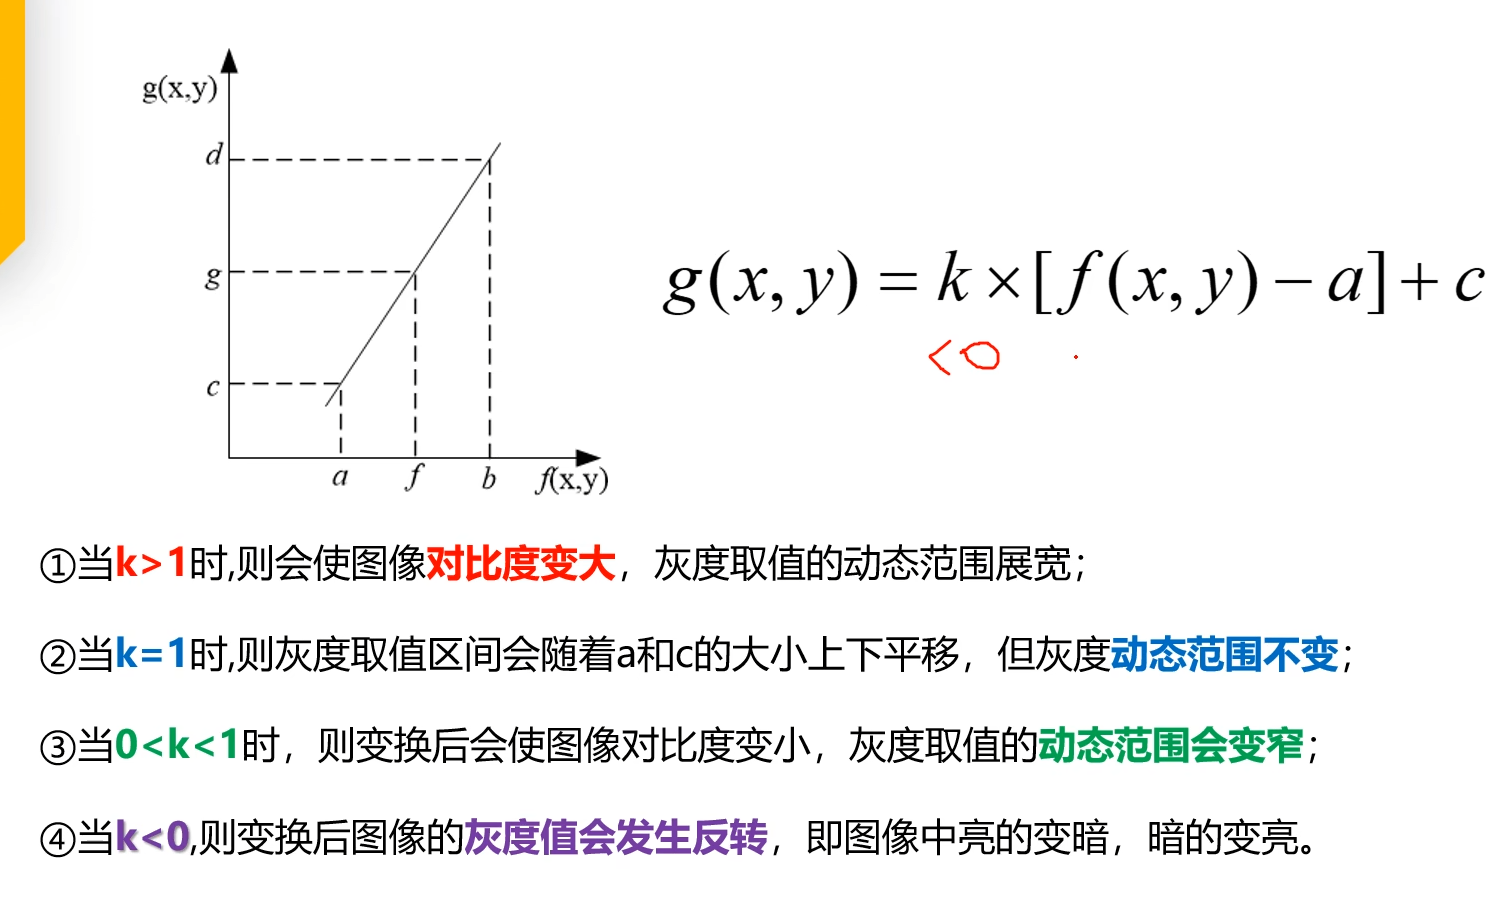 g(x,y)
d
g
c
a f b f(x,y)
g(x, y) = k × [f(x, y) − a] + c
<0
①当k>1时,则会使图像对比度变大，灰度取值的动态范围展宽；
②当k=1时,则灰度取值区间会随着a和c的大小上下平移，但灰度动态范围不变；
③当0<k<1时，则变换后会使图像对比度变小，灰度取值的动态范围会变窄；
④当k<0,则变换后图像的灰度值会发生反转，即图像中亮的变暗，暗的变亮。